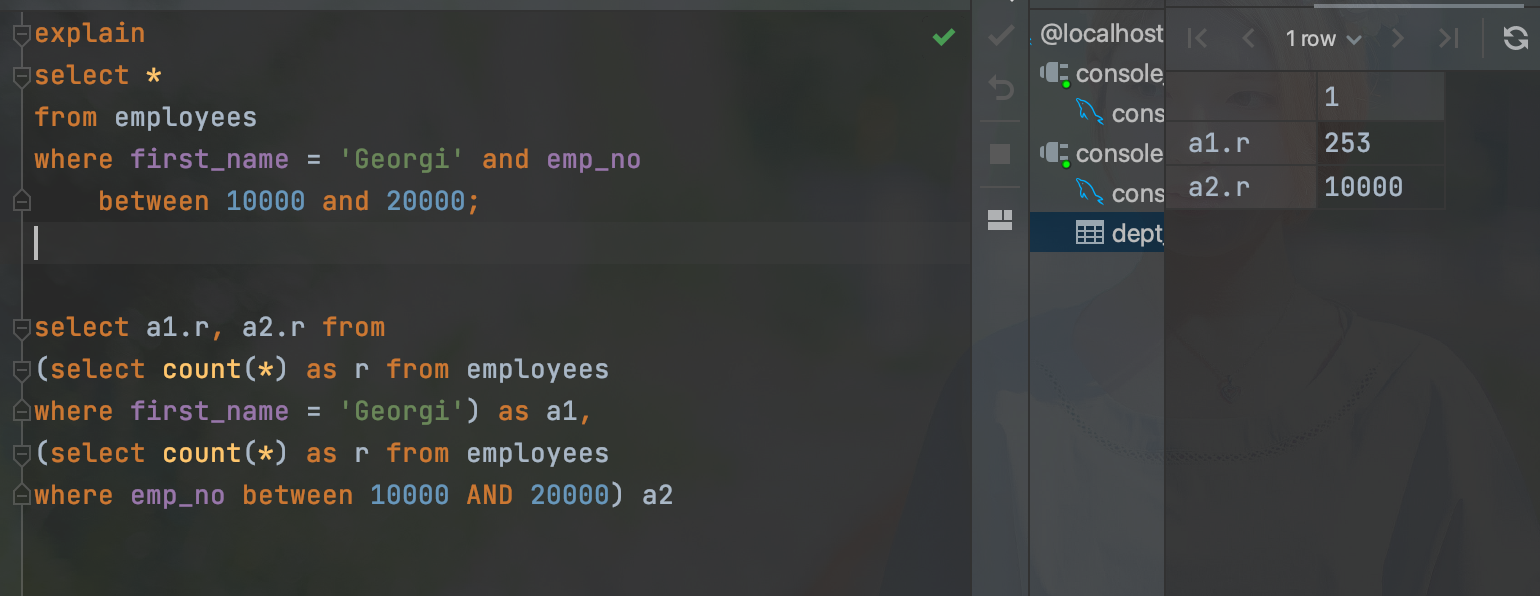 explain
select *
from employees
where first_name = 'Georgi' and emp_no
    between 10000 and 20000;
select a1.r, a2.r from
(select count(*) as r from employees
where first_name = 'Georgi') as a1,
(select count(*) as r from employees
where emp_no between 10000 AND 20000) a2
@localhost
console_
cons
console
cons
dept_
1 row
1
a1.r 253
a2.r 10000